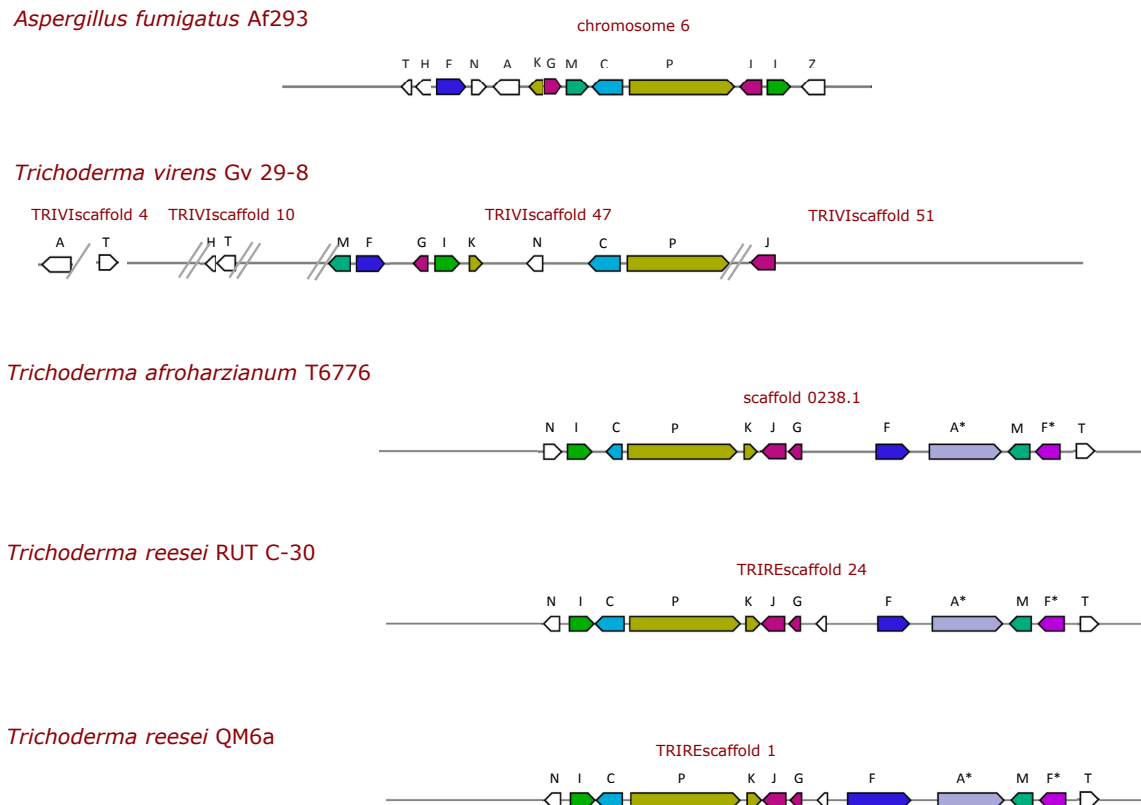 Aspergillus fumigatus Af293
chromosome 6
T H F N A K G M C P J I Z
Trichoderma virens Gv 29-8
TRIVIscaffold 4 TRIVIscaffold 10 TRIVIscaffold 47 TRIVIscaffold 51
A T H T M F G I K N C P J
Trichoderma afroharzianum T6776
scaffold 0238.1
N I C P K J G F A* M F* T
Trichoderma reesei RUT C-30
TRIREscaffold 24
N I C P K J G F A* M F* T
Trichoderma reesei QM6a
TRIREscaffold 1
N I C P K J G F A* M F* T